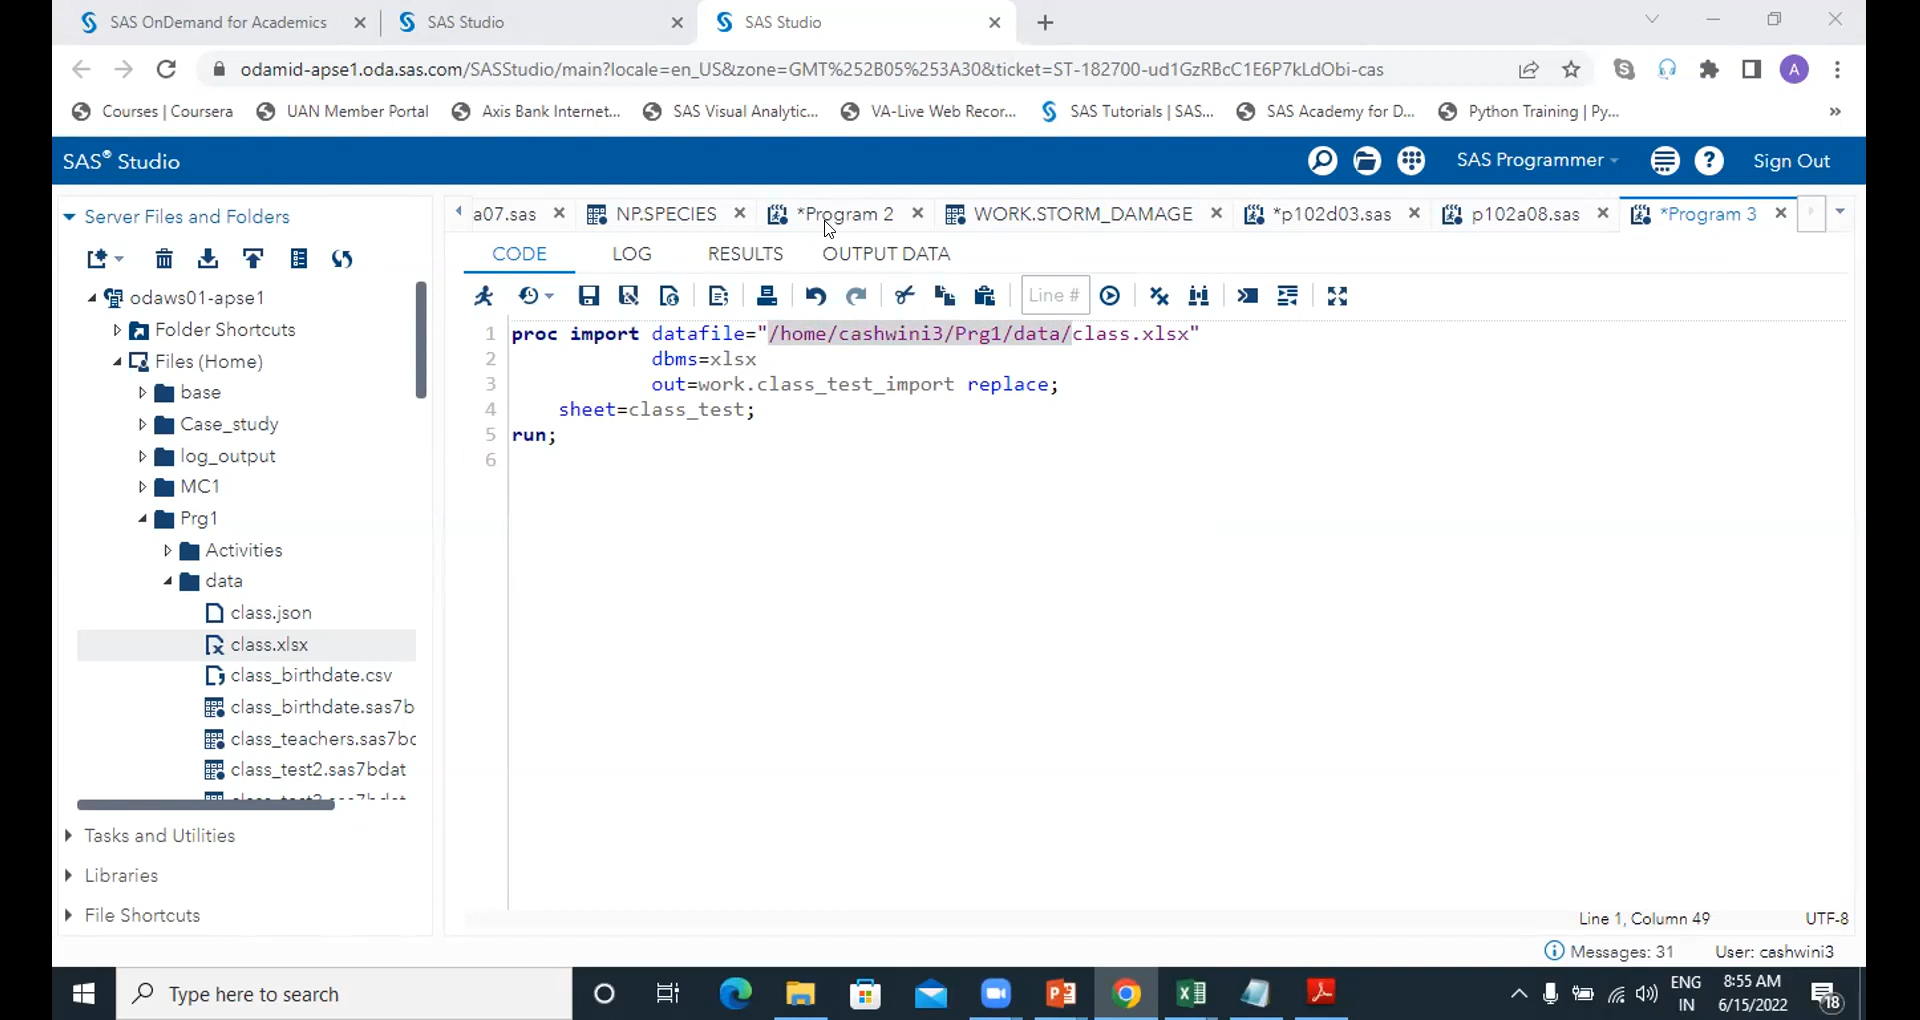 SAS OnDemand for Academics
SAS Studio
SAS Studio
odamid-apse1.oda.sas.com/SASStudio/main?locale=en_US&zone=GMT%252B05%253A30&ticket=ST-182700-ud1GzRBcC1E6P7kLdObi-cas
A
Courses | Coursera
UAN Member Portal
Axis Bank Internet...
SAS Visual Analytic...
VA-Live Web Recor...
SAS Tutorials | SAS...
SAS Academy for D...
Python Training | Py...
»
SAS® Studio
SAS Programmer
Sign Out
Server Files and Folders
a07.sas
NP.SPECIES
*Program 2
WORK.STORM_DAMAGE
*p102d03.sas
p102a08.sas
*Program 3
CODE
LOG
RESULTS
OUTPUT DATA
Line #
odaws01-apse1
Folder Shortcuts
Files (Home)
base
Case_study
log_output
MC1
Prg1
Activities
data
class.json
class.xlsx
class_birthdate.csv
class_birthdate.sas7b
class_teachers.sas7bd
class_test2.sas7bdat
class_test3.sas7bdat
Tasks and Utilities
Libraries
File Shortcuts
1 proc import datafile="/home/cashwini3/Prg1/data/class.xlsx"
2 dbms=xlsx
3 out=work.class_test_import replace;
4 sheet=class_test;
5 run;
6
Line 1, Column 49
UTF-8
Messages: 31
User: cashwini3
Type here to search
ENG
IN
8:55 AM
6/15/2022
18